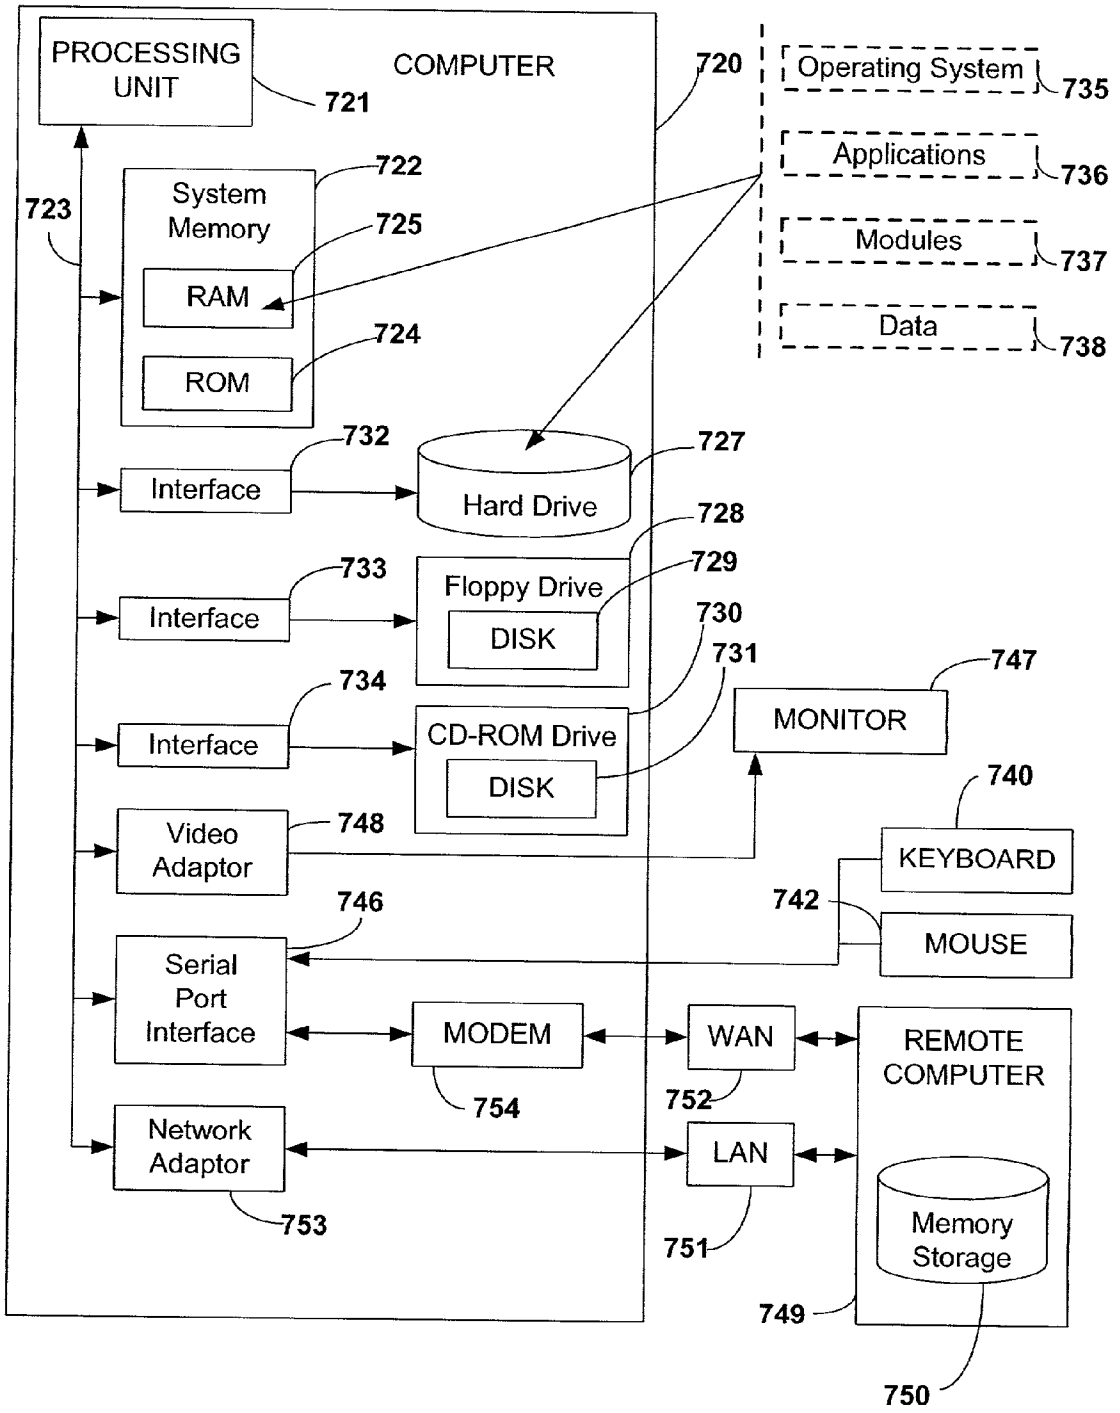 PROCESSING
UNIT
721
COMPUTER
720
Operating System
735
Applications
736
Modules
737
Data
738
723
722
System
Memory
725
RAM
724
ROM
732
Interface
727
Hard Drive
728
733
Interface
Floppy Drive
729
DISK
730
734
Interface
CD-ROM Drive
731
DISK
747
MONITOR
748
Video
Adaptor
740
KEYBOARD
742
MOUSE
746
Serial
Port
Interface
MODEM
754
WAN
752
REMOTE
COMPUTER
Network
Adaptor
753
LAN
751
Memory
Storage
749
750